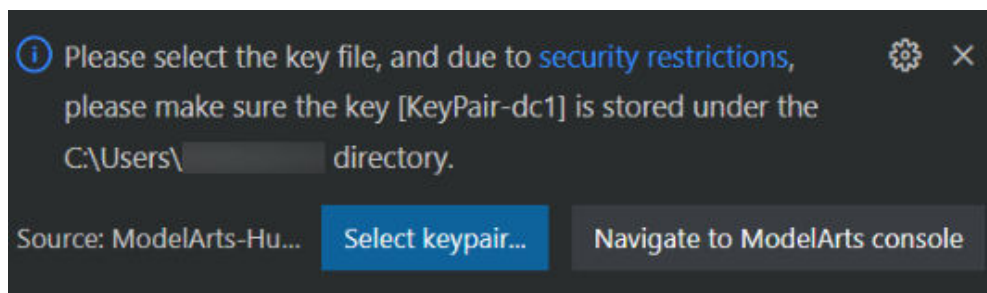 Please select the key file, and due to security restrictions,
please make sure the key [KeyPair-dc1] is stored under the
C:\Users\ directory.
Source: ModelArts-Hu... Select keypair... Navigate to ModelArts console